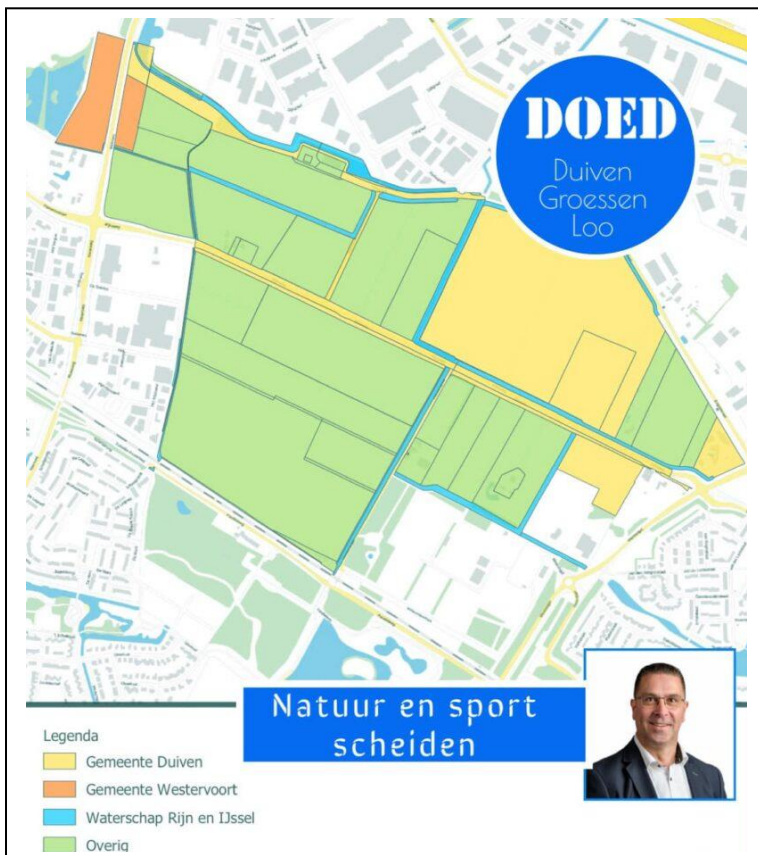 DOED
Duiven
Groessen
Loo
Natuur en sport
scheiden
Legenda
Gemeente Duiven
Gemeente Westervoort
Waterschap Rijn en IJssel
Overig